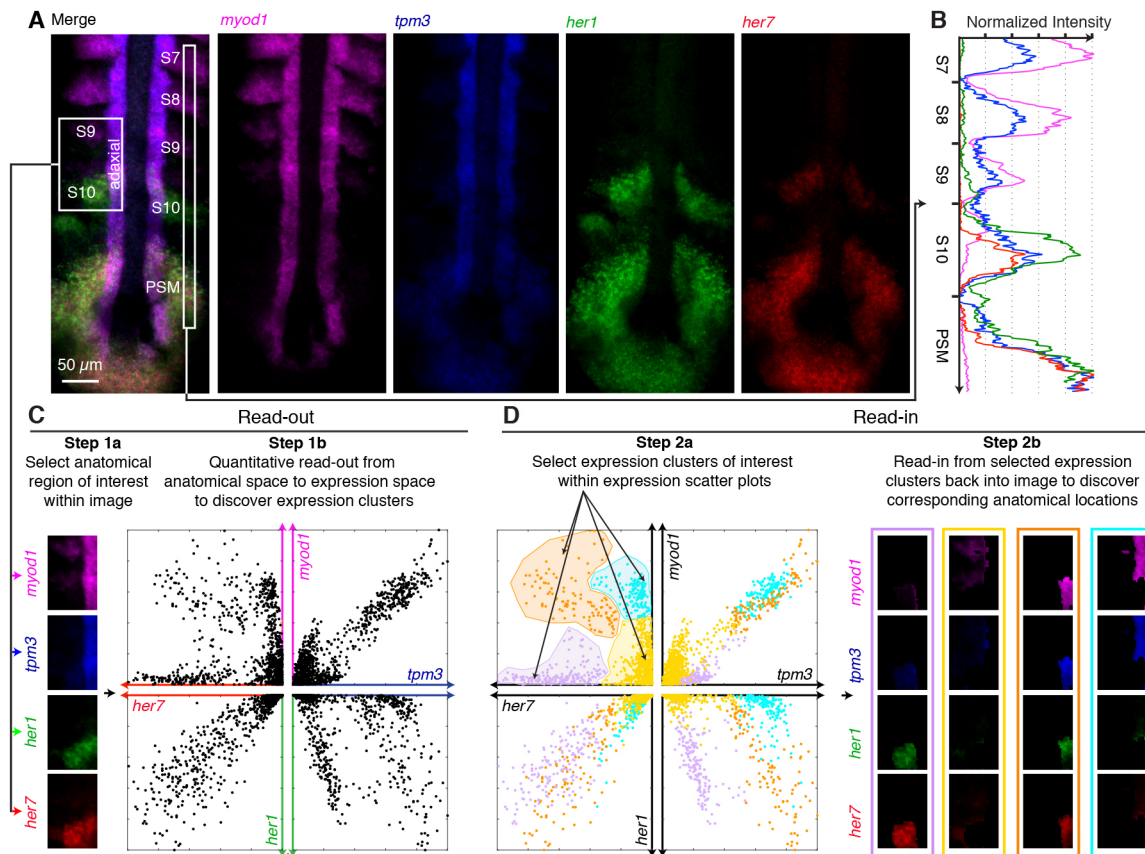 A
Merge
myod1
tpm3
her1
her7
S7
S8
S9
S9
adaxial
S10
S10
PSM
50 µm
B
Normalized Intensity
S7
S8
S9
S10
PSM
C
Read-out
Step 1a
Select anatomical
region of interest
within image
Step 1b
Quantitative read-out from
anatomical space to expression space
to discover expression clusters
myod1
tpm3
her1
her7
myod1
tpm3
her7
her1
D
Read-in
Step 2a
Select expression clusters of interest
within expression scatter plots
Step 2b
Read-in from selected expression
clusters back into image to discover
corresponding anatomical locations
myod1
tpm3
her7
her1
myod1
tpm3
her1
her7